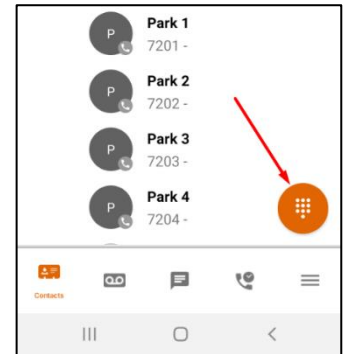 P
Park 1
7201 -
P
Park 2
7202 -
P
Park 3
7203 -
P
Park 4
7204 -
Contacts